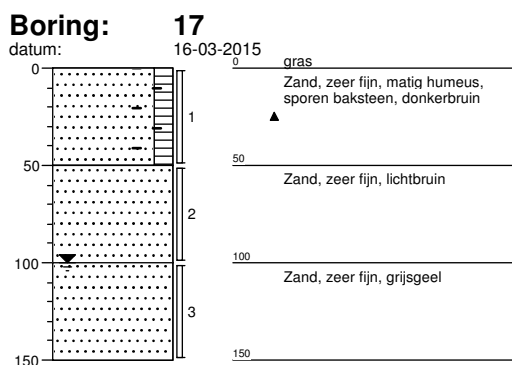 Boring: 17
datum: 16-03-2015
0
50
100
150
1
2
3
0 gras
Zand, zeer fijn, matig humeus,
sporen baksteen, donkerbruin
50
Zand, zeer fijn, lichtbruin
100
Zand, zeer fijn, grijsgeel
150